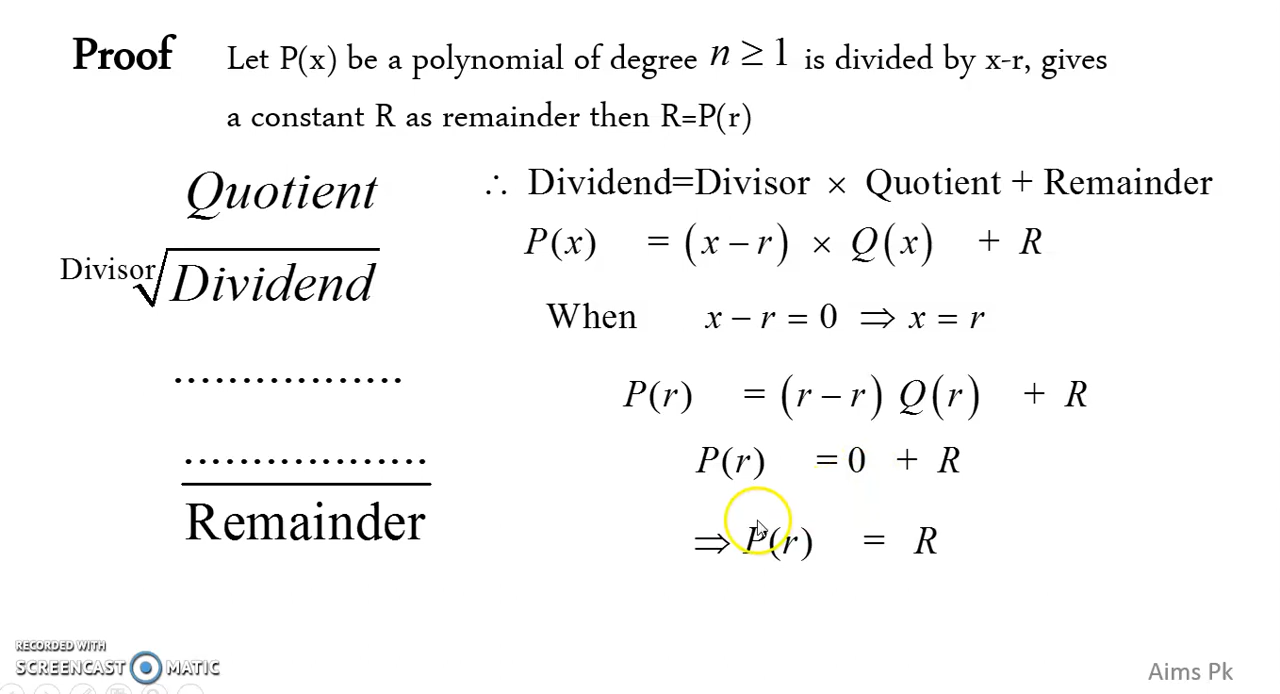 Proof Let P(x) be a polynomial of degree n ≥ 1 is divided by x-r, gives
a constant R as remainder then R=P(r)
Quotient
Divisor Dividend
.................
..................
Remainder
∴ Dividend=Divisor × Quotient + Remainder
P(x) = (x − r) × Q(x) + R
When x − r = 0 ⇒ x = r
P(r) = (r − r) Q(r) + R
P(r) = 0 + R
⇒ P(r) = R
RECORDED WITH
SCREENCAST MATIC
Aims Pk